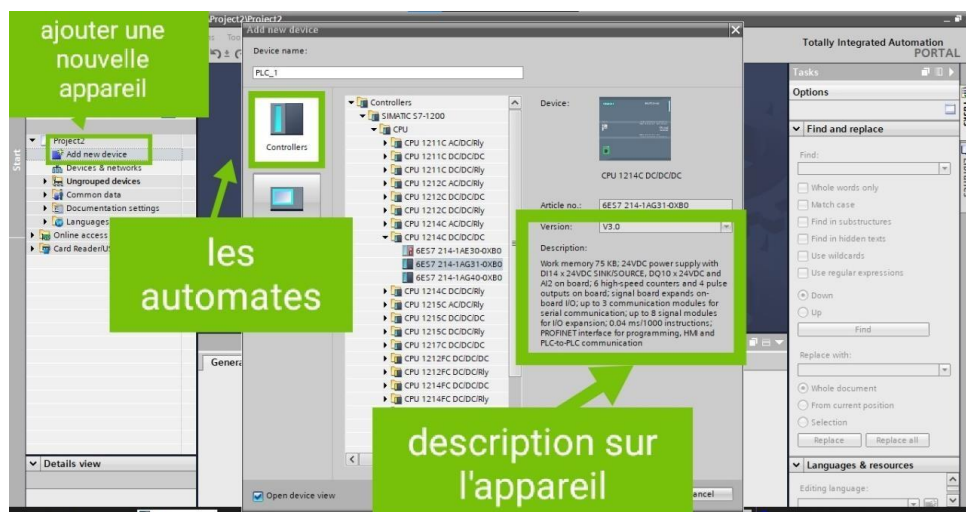 Project2\Project2
ajouter une
nouvelle
appareil
Totally Integrated Automation
PORTAL
Add new device
Device name:
PLC_1
Start
Project2
Add new device
Devices & networks
Ungrouped devices
Common data
Documentation settings
Languages
Online access
Card Reader/U
Details view
Controllers
les
automates
Controllers
SIMATIC S7-1200
CPU
CPU 1211C AC/DC/Rly
CPU 1211C DC/DC/DC
CPU 1211C DC/DC/Rly
CPU 1212C AC/DC/Rly
CPU 1212C DC/DC/DC
CPU 1212C DC/DC/Rly
CPU 1214C AC/DC/Rly
CPU 1214C DC/DC/DC
6ES7 214-1AE30-0XB0
6ES7 214-1AG31-0XB0
6ES7 214-1AG40-0XB0
CPU 1214C DC/DC/Rly
CPU 1215C AC/DC/Rly
CPU 1215C DC/DC/DC
CPU 1215C DC/DC/Rly
CPU 1217C DC/DC/DC
CPU 1212FC DC/DC/DC
CPU 1212FC DC/DC/Rly
CPU 1214FC DC/DC/DC
CPU 1214FC DC/DC/Rly
Device:
CPU 1214C DC/DC/DC
Article no.:
6ES7 214-1AG31-0XB0
Version:
V3.0
Description:
Work memory 75 KB; 24VDC power supply with
DI14 x 24VDC SINK/SOURCE, DQ10 x 24VDC and
AI2 on board; 6 high-speed counters and 4 pulse
outputs on board; signal board expands on-
board I/O; up to 3 communication modules for
serial communication; up to 8 signal modules
for I/O expansion; 0.04 ms/1000 instructions;
PROFINET interface for programming, HMI and
PLC-to-PLC communication
description sur
l'appareil
Open device view
ancel
Genera
Tasks
Options
Find and replace
Find:
Whole words only
Match case
Find in substructures
Find in hidden texts
Use wildcards
Use regular expressions
Down
Up
Find
Replace with:
Whole document
From current position
Selection
Replace
Replace all
Languages & resources
Editing language: